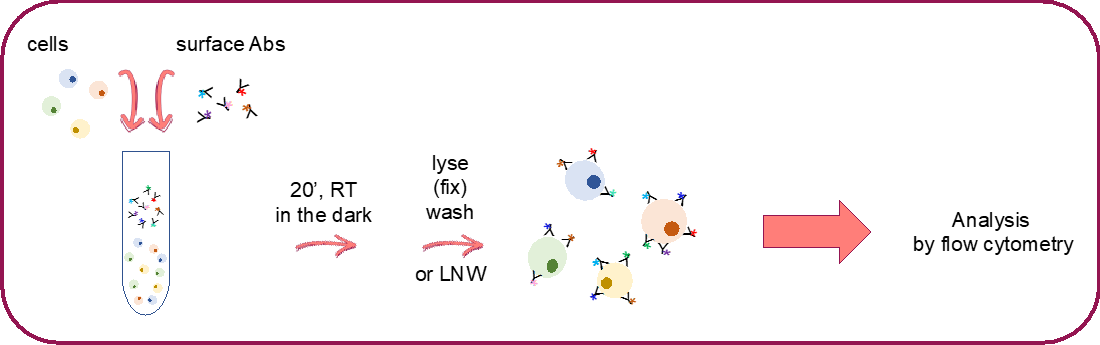 cells
surface Abs
20’, RT
in the dark
lyse
(fix)
wash
or LNW
Analysis
by flow cytometry